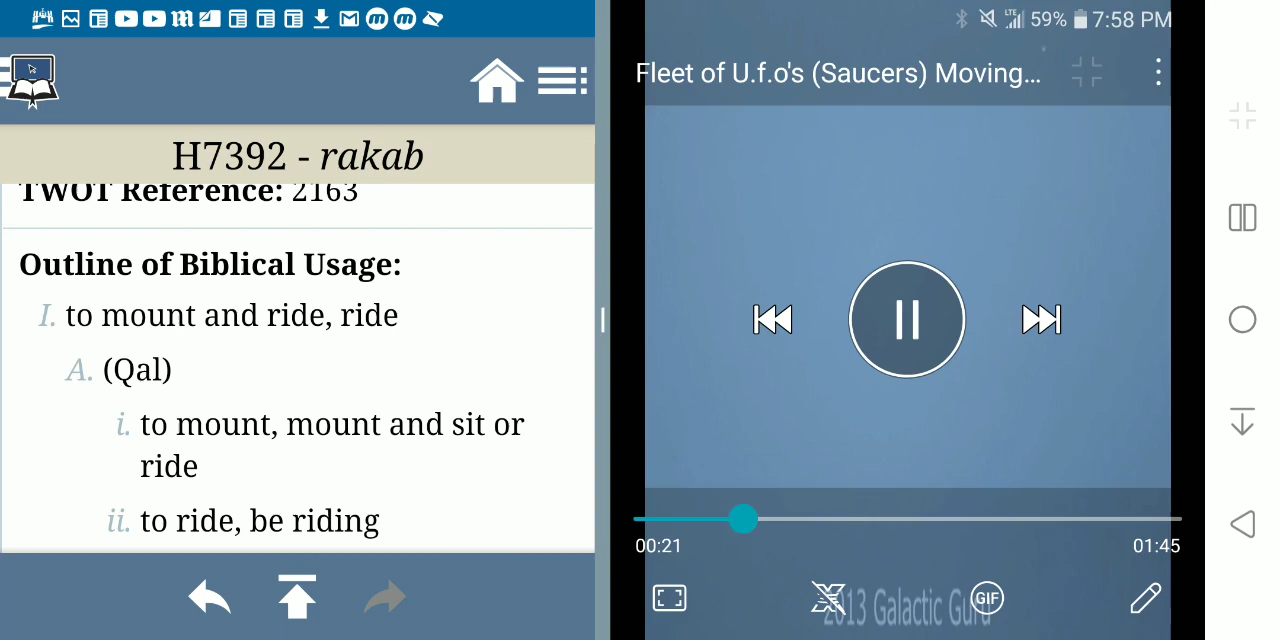 H7392 - rakab
TWOT Reference: 2163
Outline of Biblical Usage:
I. to mount and ride, ride
A. (Qal)
i. to mount, mount and sit or
ride
ii. to ride, be riding
LTE 59% 7:58 PM
Fleet of U.f.o's (Saucers) Moving...
00:21
01:45
GIF
2013 Galactic Guru